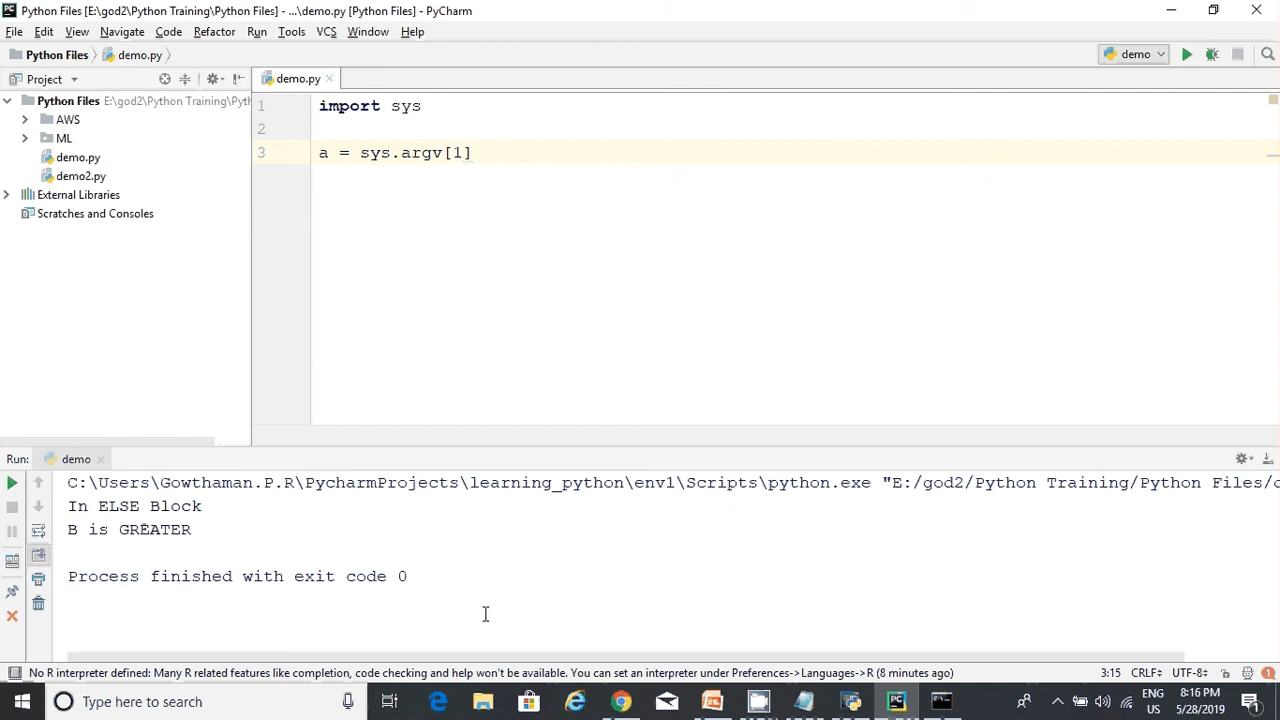 Python Files [E:\god2\Python Training\Python Files] - ...\demo.py [Python Files] - PyCharm
File Edit View Navigate Code Refactor Run Tools VCS Window Help
Python Files demo.py demo
Project demo.py
Python Files E:\god2\Python Training\Pyth
AWS
ML
demo.py
demo2.py
External Libraries
Scratches and Consoles
1 import sys
2
3 a = sys.argv[1]
Run: demo
C:\Users\Gowthaman.P.R\PycharmProjects\learning_python\env1\Scripts\python.exe "E:/god2/Python Training/Python Files/d
In ELSE Block
B is GREATER
Process finished with exit code 0
No R interpreter defined: Many R related features like completion, code checking and help won't be available. You can set an interpreter under Preferences->Languages->R (8 minutes ago) 3:15 CRLF UTF-8 1
Type here to search ENG US 8:16 PM 5/28/2019 1